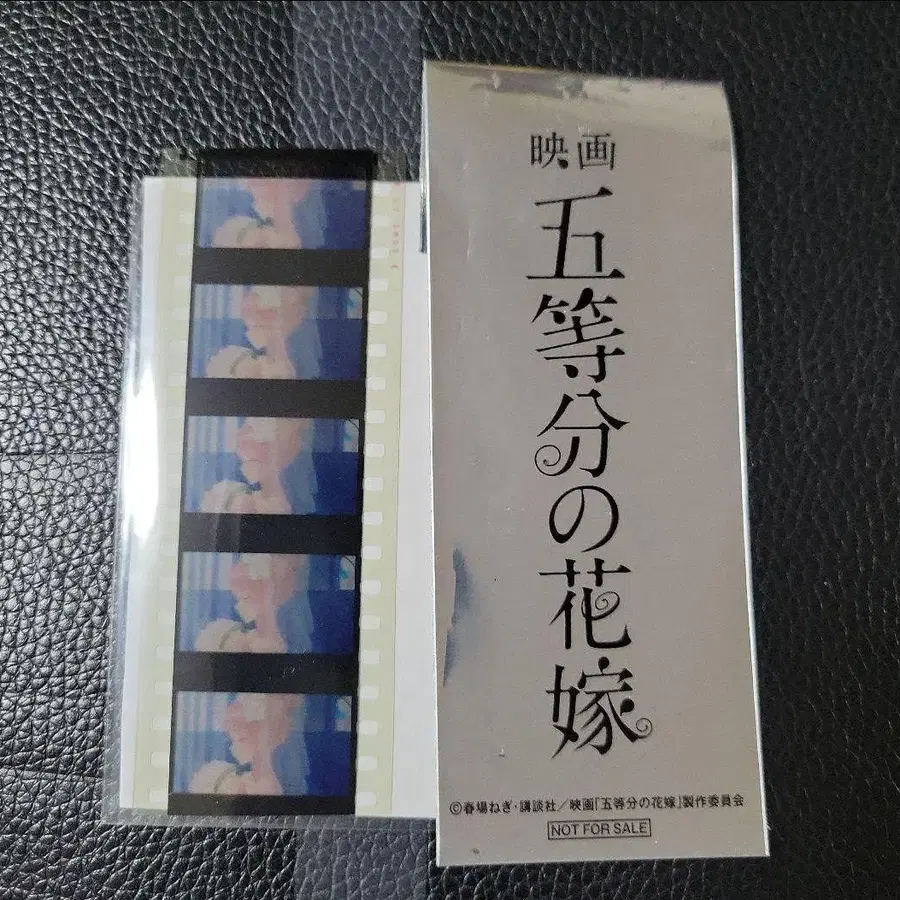 映画
五等分の花嫁
©春場ねぎ・講談社／映画「五等分の花嫁」製作委員会
NOT FOR SALE